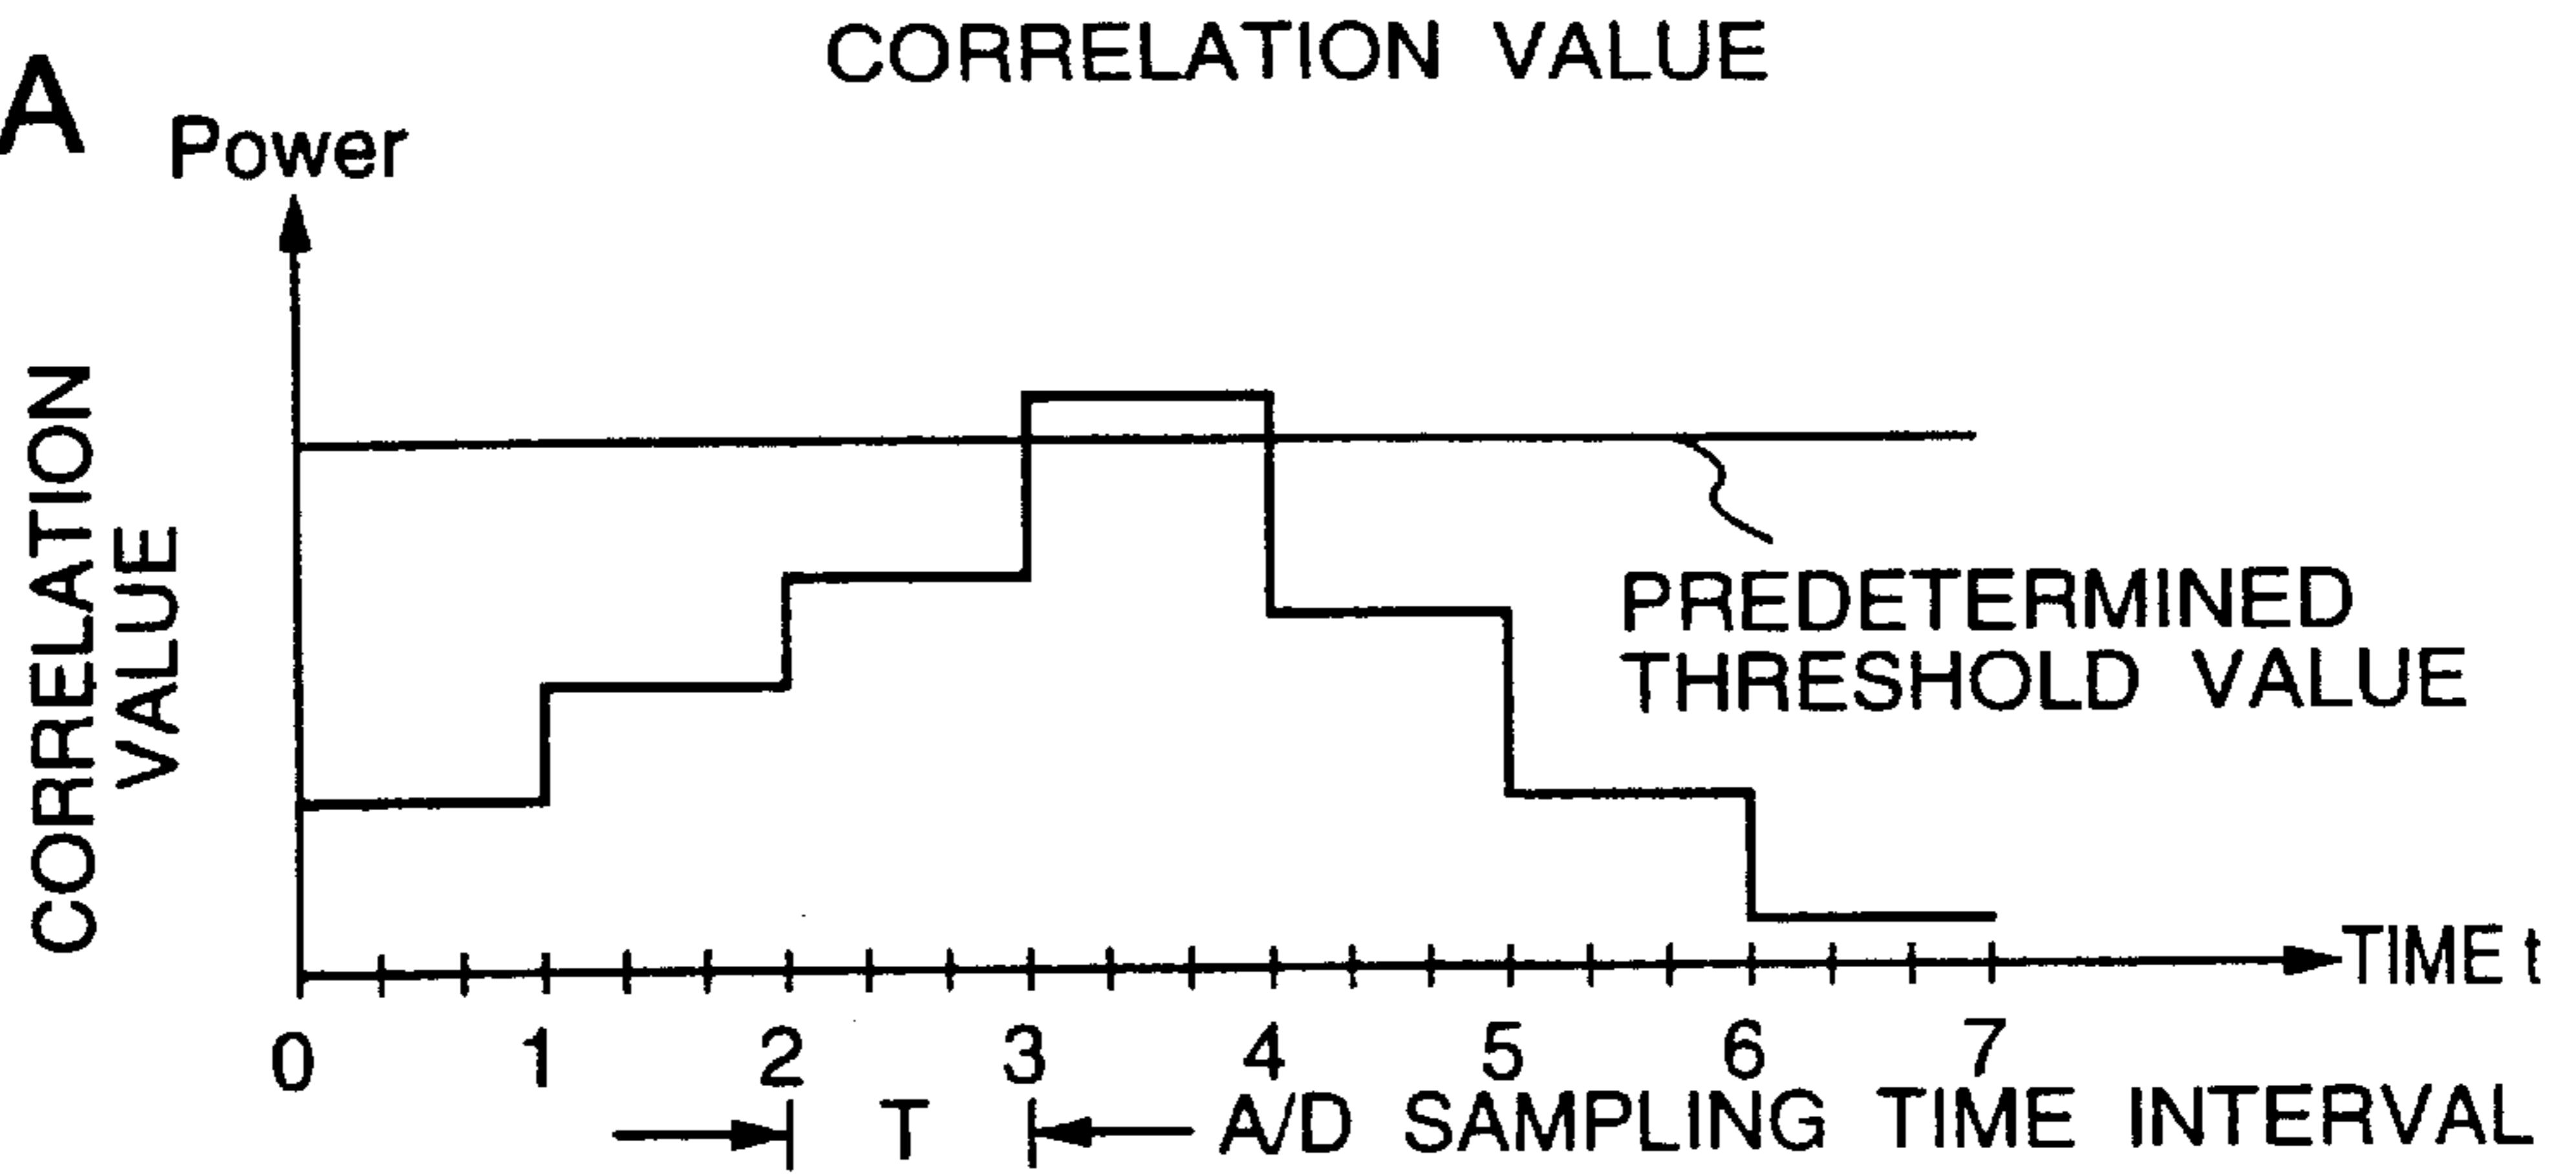 CORRELATION VALUE
A
Power
CORRELATION
VALUE
PREDETERMINED
THRESHOLD VALUE
TIME t
0 1 2 3 4 5 6 7
T
A/D SAMPLING TIME INTERVAL